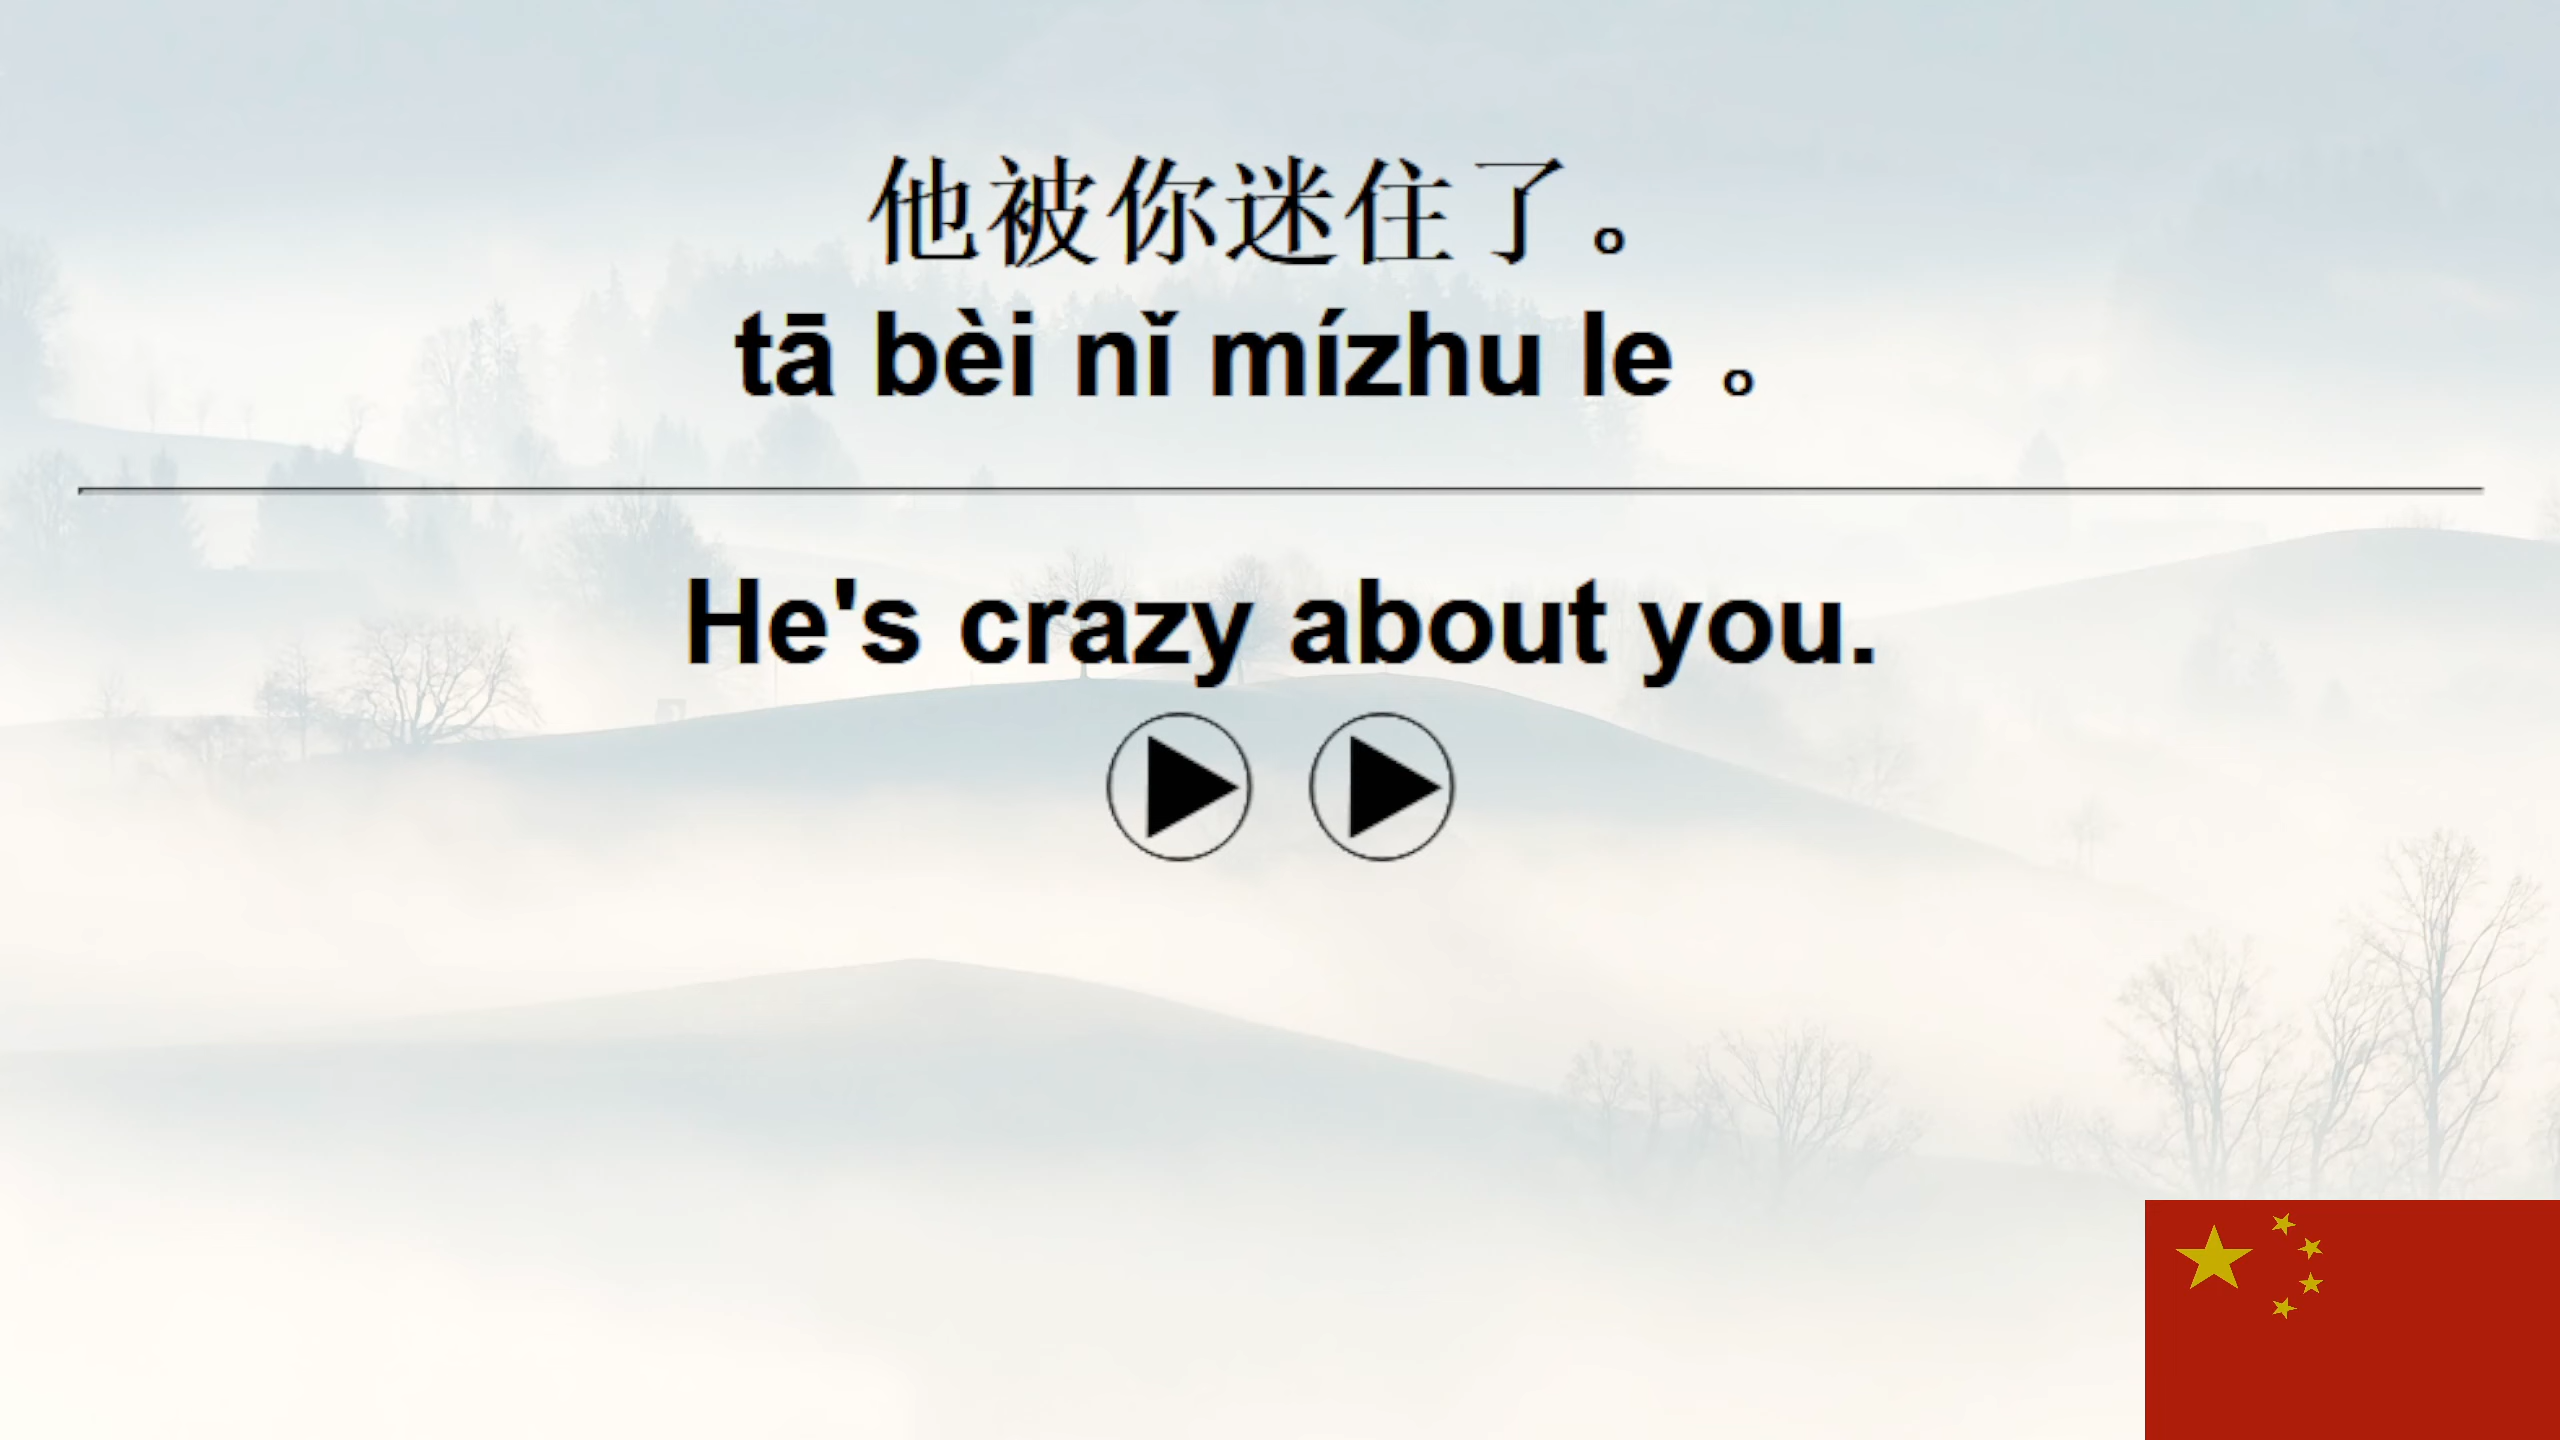 他被你迷住了。
tā bèi nǐ mízhu le 。
He's crazy about you.